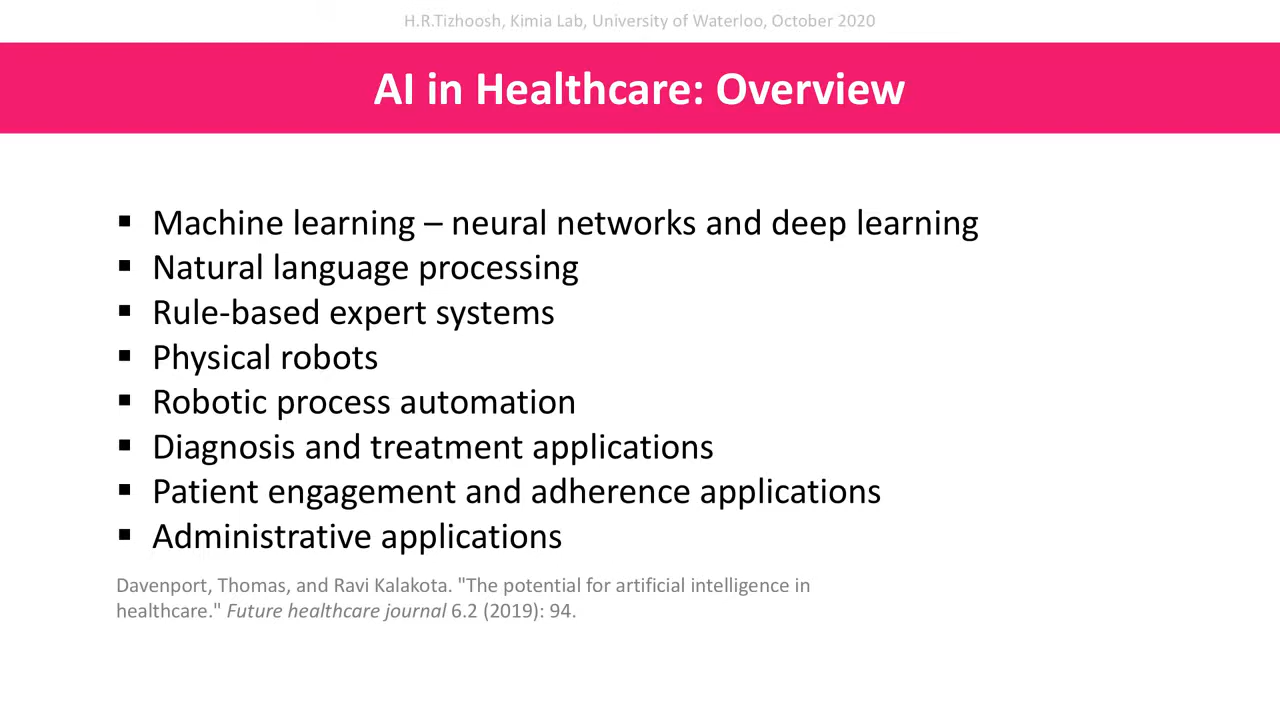 H.R.Tizhoosh, Kimia Lab, University of Waterloo, October 2020
AI in Healthcare: Overview
▪ Machine learning – neural networks and deep learning
▪ Natural language processing
▪ Rule-based expert systems
▪ Physical robots
▪ Robotic process automation
▪ Diagnosis and treatment applications
▪ Patient engagement and adherence applications
▪ Administrative applications
Davenport, Thomas, and Ravi Kalakota. "The potential for artificial intelligence in
healthcare." Future healthcare journal 6.2 (2019): 94.